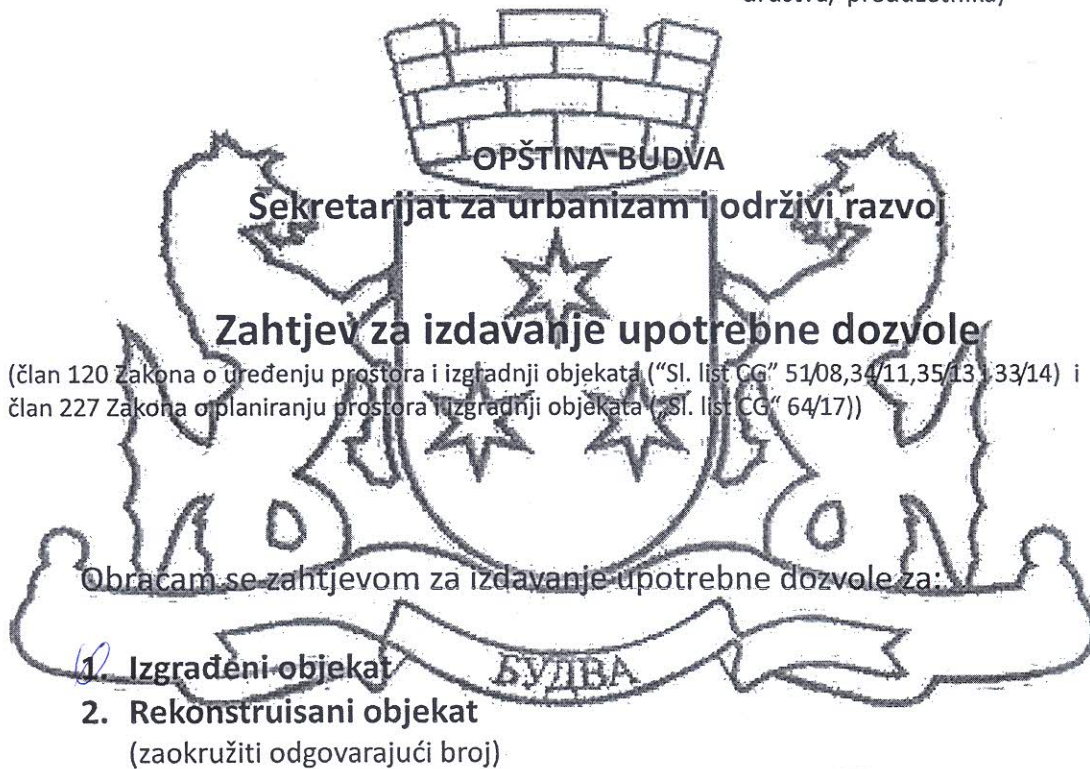 društva/ preduzetnika)
OPŠTINA BUDVA
Sekretarijat za urbanizam i održivi razvoj
Zahtjev za izdavanje upotrebne dozvole
(član 120 Zakona o uređenju prostora i izgradnji objekata (“Sl. list CG” 51/08,34/11,35/13 i 33/14) i
član 227 Zakona o planiranju prostora i izgradnji objekata („Sl. list CG“ 64/17))
Obraćam se zahtjevom za izdavanje upotrebne dozvole za:
1. Izgrađeni objekat
БУДВА
2. Rekonstruisani objekat
(zaokružiti odgovarajući broj)